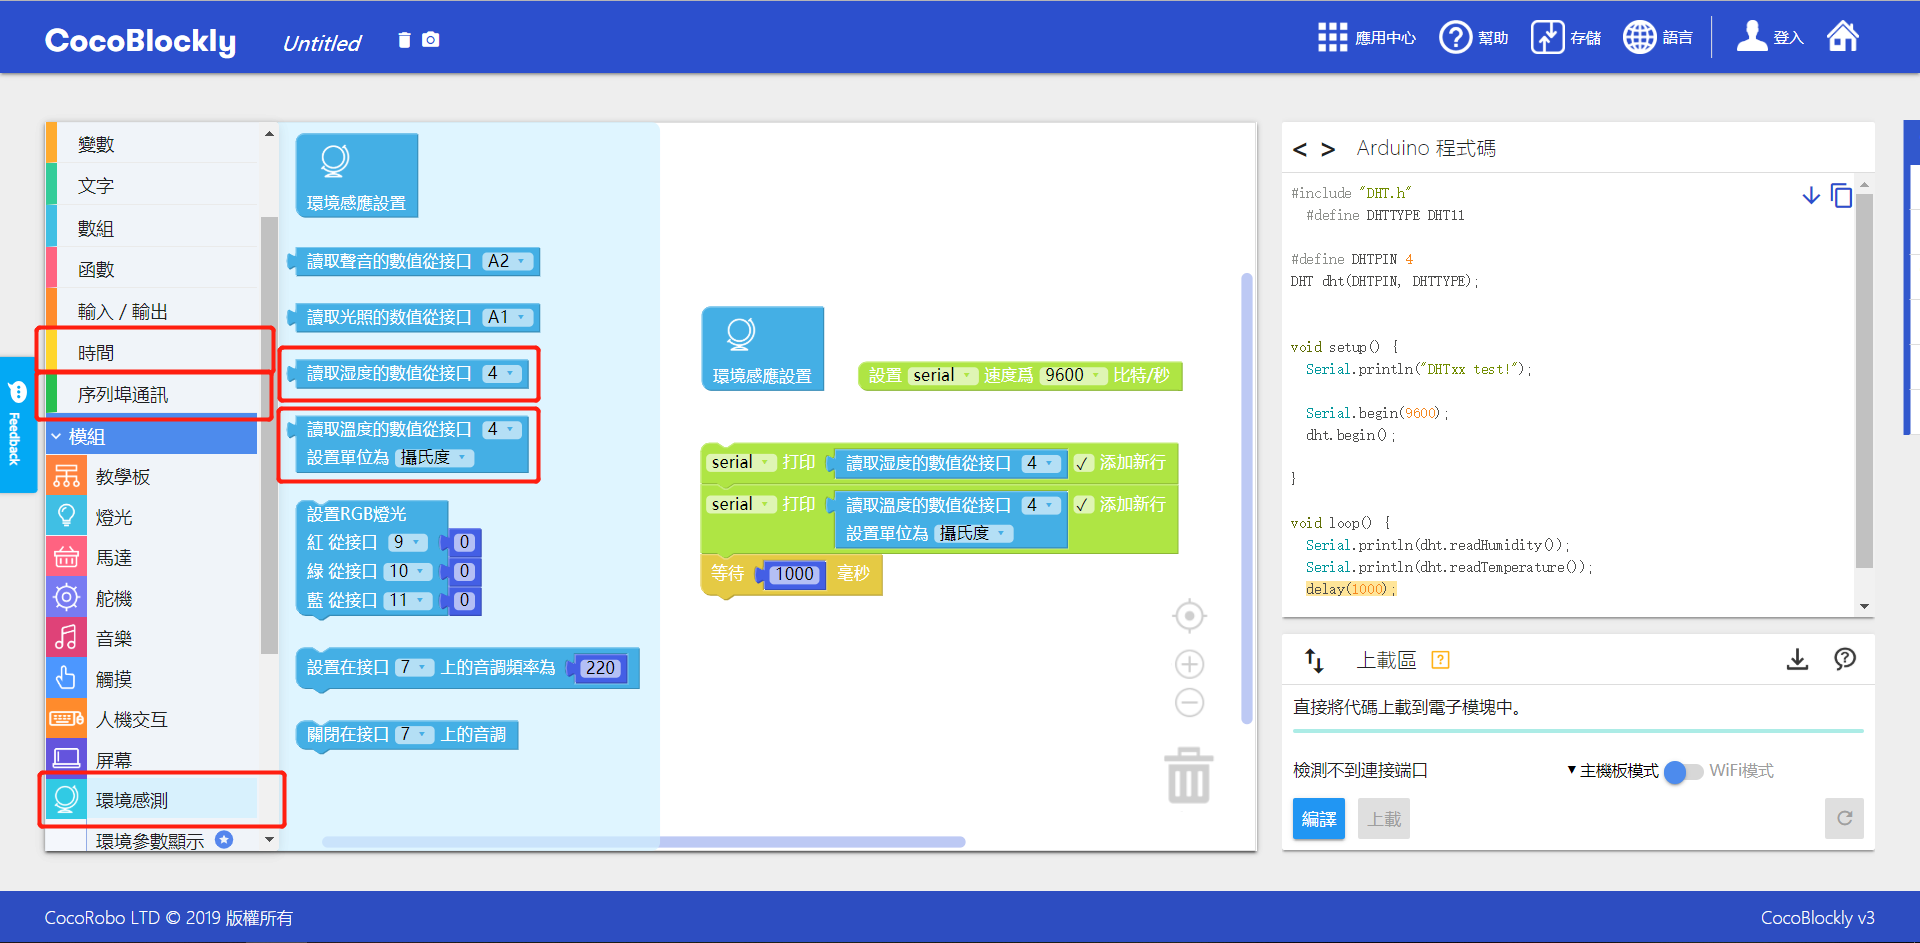 CocoBlockly
Untitled
應用中心
幫助
存儲
語言
登入
變數
文字
數組
函數
輸入 / 輸出
時間
序列埠通訊
模組
教學板
燈光
馬達
舵機
音樂
觸摸
人機交互
屏幕
環境感測
環境參數顯示
Feedback
環境感應設置
讀取聲音的數值從接口 A2
讀取光照的数值從接口 A1
讀取湿度的數值從接口 4
讀取溫度的數值從接口 4
設置單位為 攝氏度
設置RGB燈光
紅 從接口 9 0
綠 從接口 10 0
藍 從接口 11 0
設置在接口 7 上的音調頻率為 220
關閉在接口 7 上的音調
環境感應設置
設置 serial 速度爲 9600 比特/秒
serial 打印 讀取湿度的數值從接口 4 ✓ 添加新行
serial 打印 讀取溫度的數值從接口 4 ✓ 添加新行
設置單位為 攝氏度
等待 1000 毫秒
< > Arduino 程式碼
#include "DHT.h"
#define DHTTYPE DHT11
#define DHTPIN 4
DHT dht(DHTPIN, DHTTYPE);
void setup() {
Serial.println("DHTxx test!");
Serial.begin(9600);
dht.begin();
}
void loop() {
Serial.println(dht.readHumidity());
Serial.println(dht.readTemperature());
delay(1000);
上載區 ?
直接將代碼上載到電子模塊中。
檢測不到連接端口
主機板模式
WiFi模式
編譯
上載
CocoRobo LTD © 2019 版權所有
CocoBlockly v3